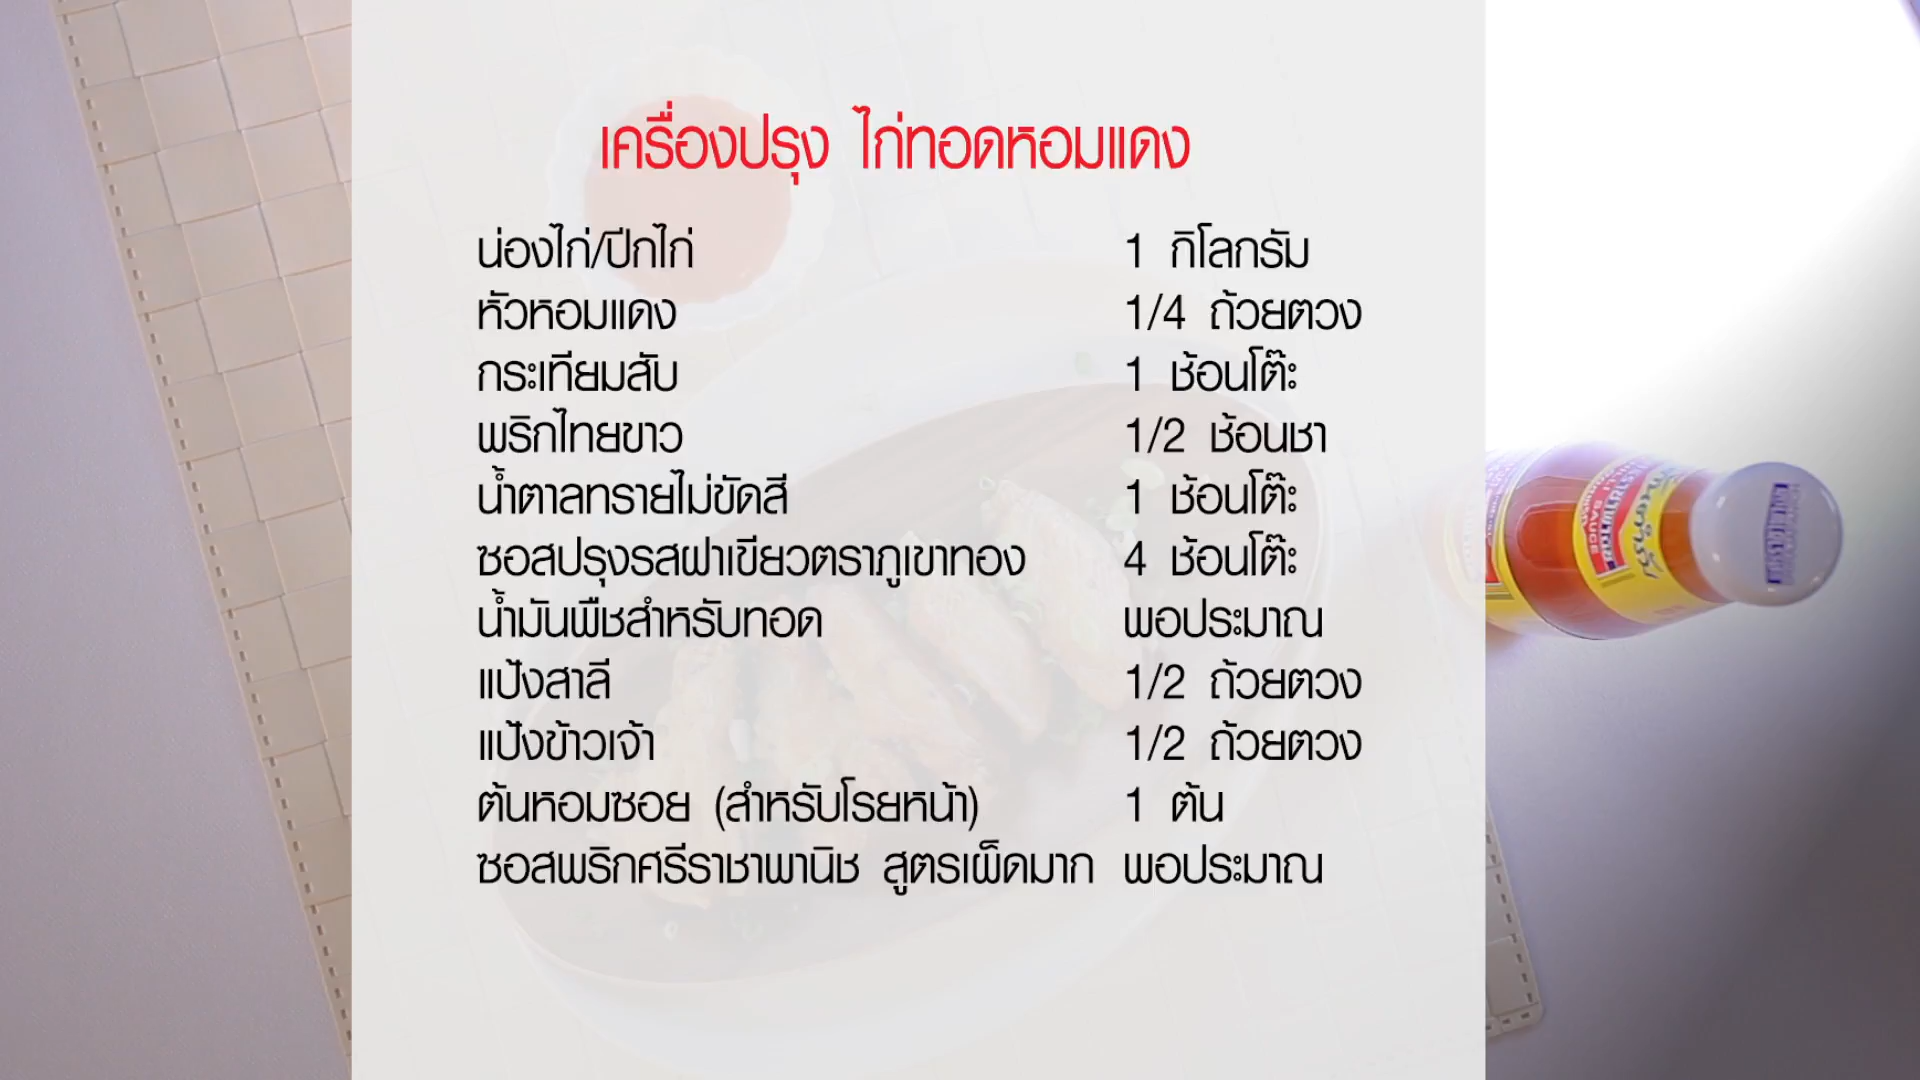 เครื่องปรุง ไก่ทอดหอมแดง
น่องไก่/ปีกไก่ 1 กิโลกรัม
หัวหอมแดง 1/4 ถ้วยตวง
กระเทียมสับ 1 ช้อนโต๊ะ
พริกไทยขาว 1/2 ช้อนชา
น้ำตาลทรายไม่ขัดสี 1 ช้อนโต๊ะ
ซอสปรุงรสฝาเขียวตราภูเขาทอง 4 ช้อนโต๊ะ
น้ำมันพืชสำหรับทอด พอประมาณ
แป้งสาลี 1/2 ถ้วยตวง
แป้งข้าวเจ้า 1/2 ถ้วยตวง
ต้นหอมซอย (สำหรับโรยหน้า) 1 ต้น
ซอสพริกศรีราชาพานิช สูตรเผ็ดมาก พอประมาณ
SAUCE